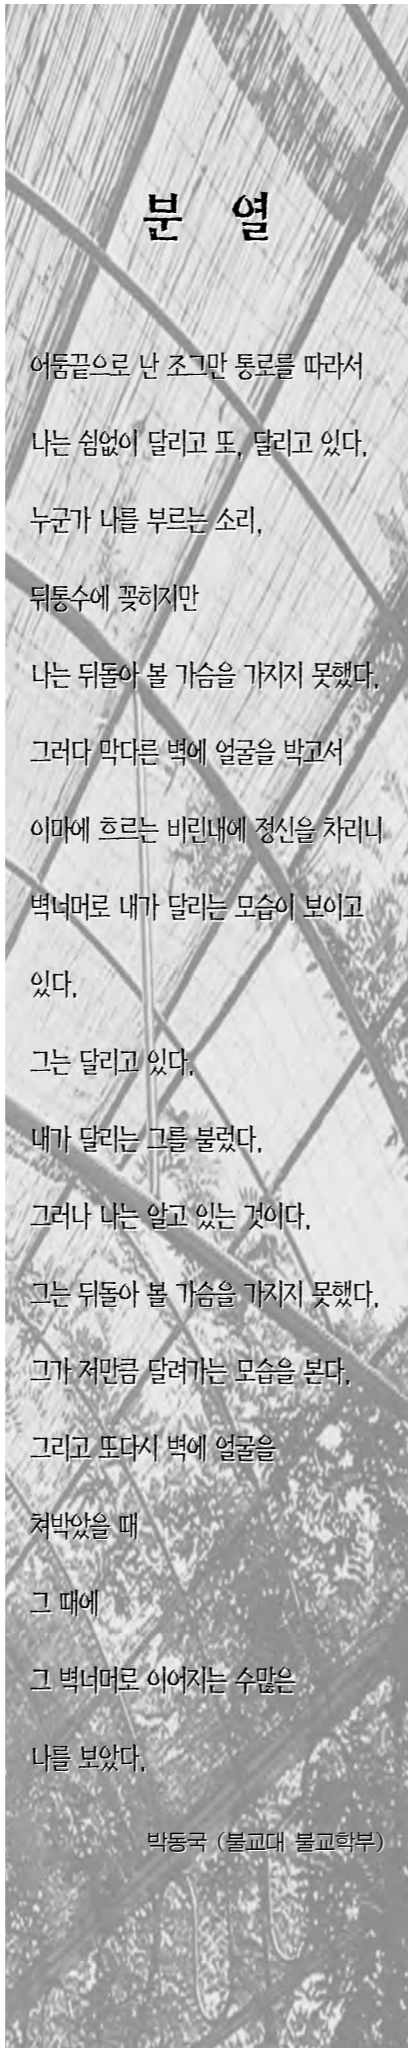 분 열
어둠끝으로 난 조그만 통로를 따라서
나는 쉼없이 달리고 또, 달리고 있다.
누군가 나를 부르는 소리,
뒤통수에 꽂히지만
나는 뒤돌아 볼 가슴을 가지지 못했다.
그러다 막다른 벽에 얼굴을 박고서
이마에 흐르는 비린내에 정신을 차리니
벽너머로 내가 달리는 모습이 보이고
있다.
그는 달리고 있다.
내가 달리는 그를 불렀다.
그러나 나는 알고 있는 것이다.
그는 뒤돌아 볼 가슴을 가지지 못했다.
그가 저만큼 달려가는 모습을 본다.
그리고 또다시 벽에 얼굴을
쳐박았을 때
그 때에
그 벽너머로 이어지는 수많은
나를 보았다.
박동국 (불교대 불교학부)